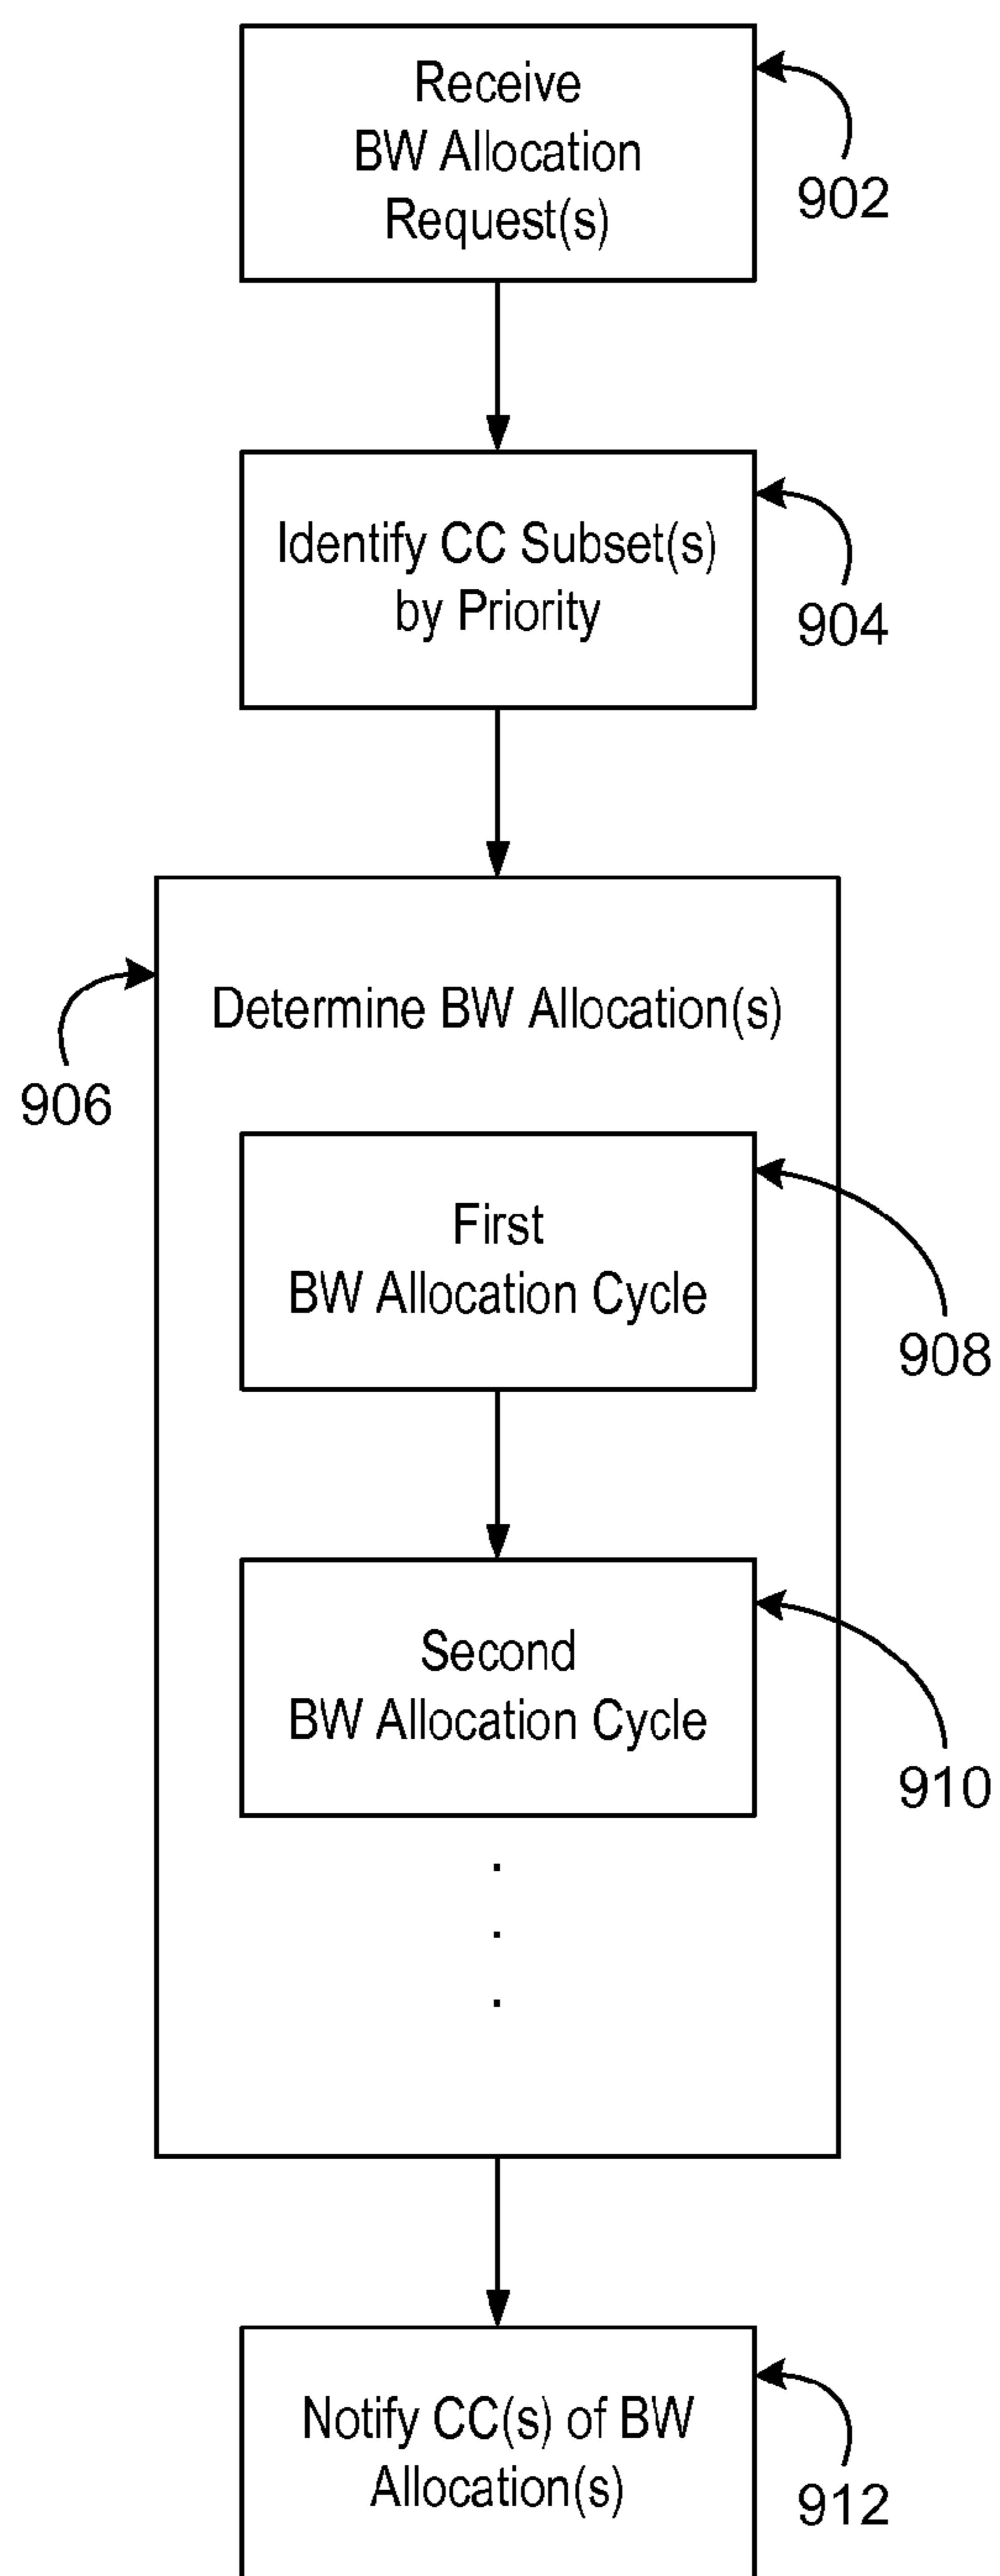 Receive
BW Allocation
Request(s)
902
Identify CC Subset(s)
by Priority
904
Determine BW Allocation(s)
906
First
BW Allocation Cycle
908
Second
BW Allocation Cycle
910
.
.
.
Notify CC(s) of BW
Allocation(s)
912